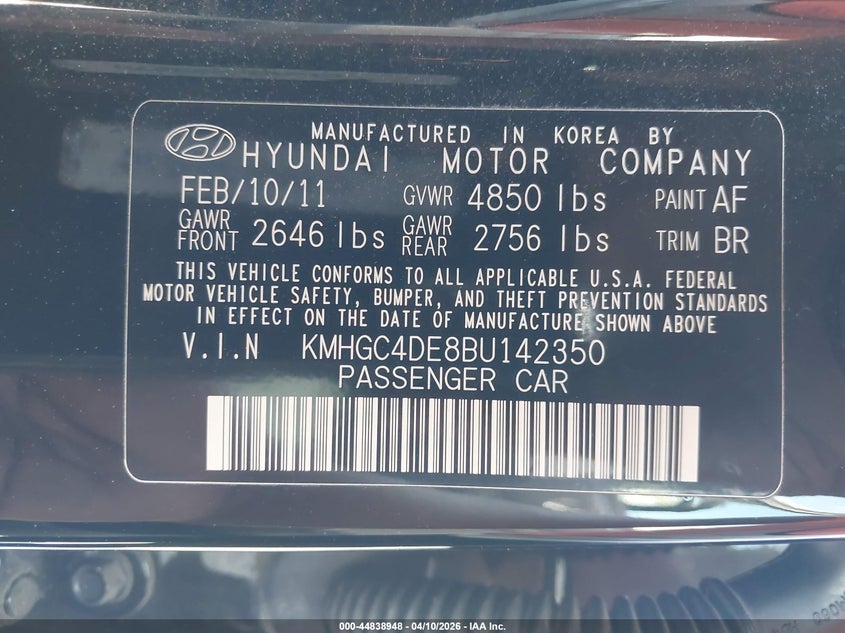 MANUFACTURED IN KOREA BY
HYUNDAI MOTOR COMPANY
FEB/10/11 GVWR 4850 lbs PAINT AF
GAWR FRONT 2646 lbs GAWR REAR 2756 lbs TRIM BR
THIS VEHICLE CONFORMS TO ALL APPLICABLE U.S.A. FEDERAL
MOTOR VEHICLE SAFETY, BUMPER, AND THEFT PREVENTION STANDARDS
IN EFFECT ON THE DATE OF MANUFACTURE SHOWN ABOVE
V.I.N KMHGC4DE8BU142350
PASSENGER CAR
000-44838948 - 04/10/2026 - IAA Inc.